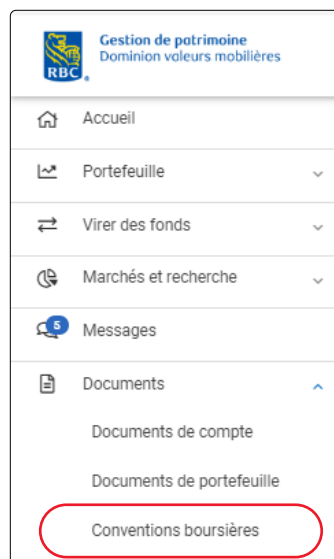 Gestion de patrimoine
Dominion valeurs mobilières
RBC
®
Accueil
Portefeuille
Virer des fonds
Marchés et recherche
5
Messages
Documents
Documents de compte
Documents de portefeuille
Conventions boursières